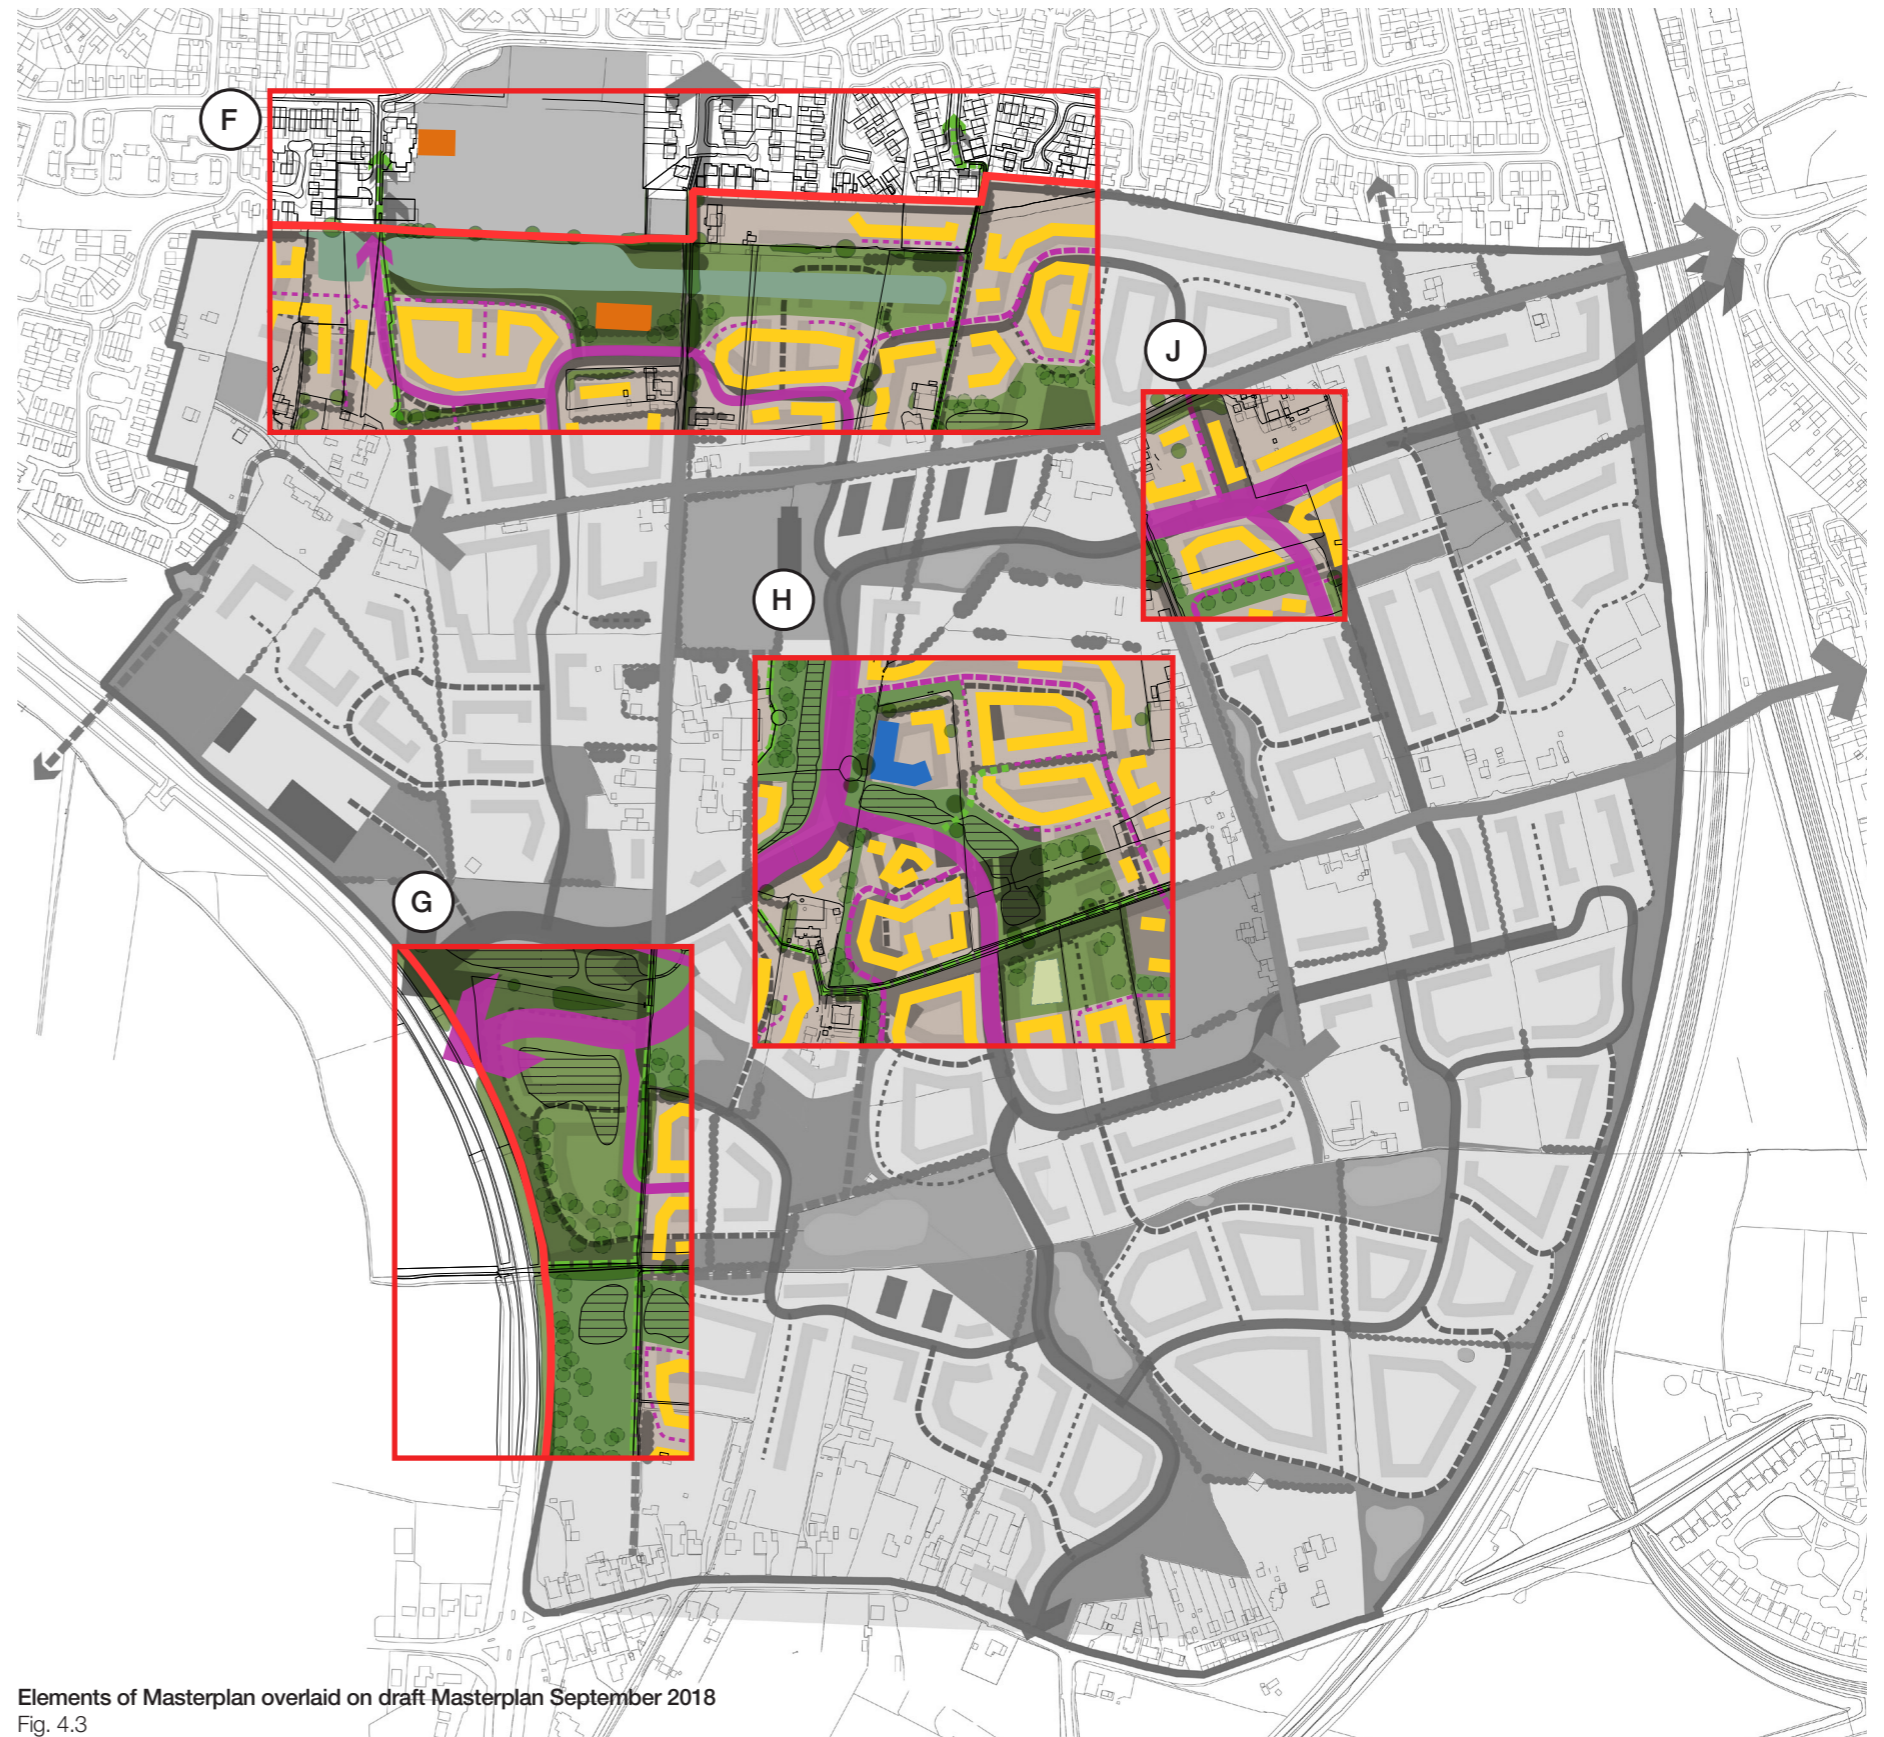 F
J
H
G
Elements of Masterplan overlaid on draft Masterplan September 2018
Fig. 4.3